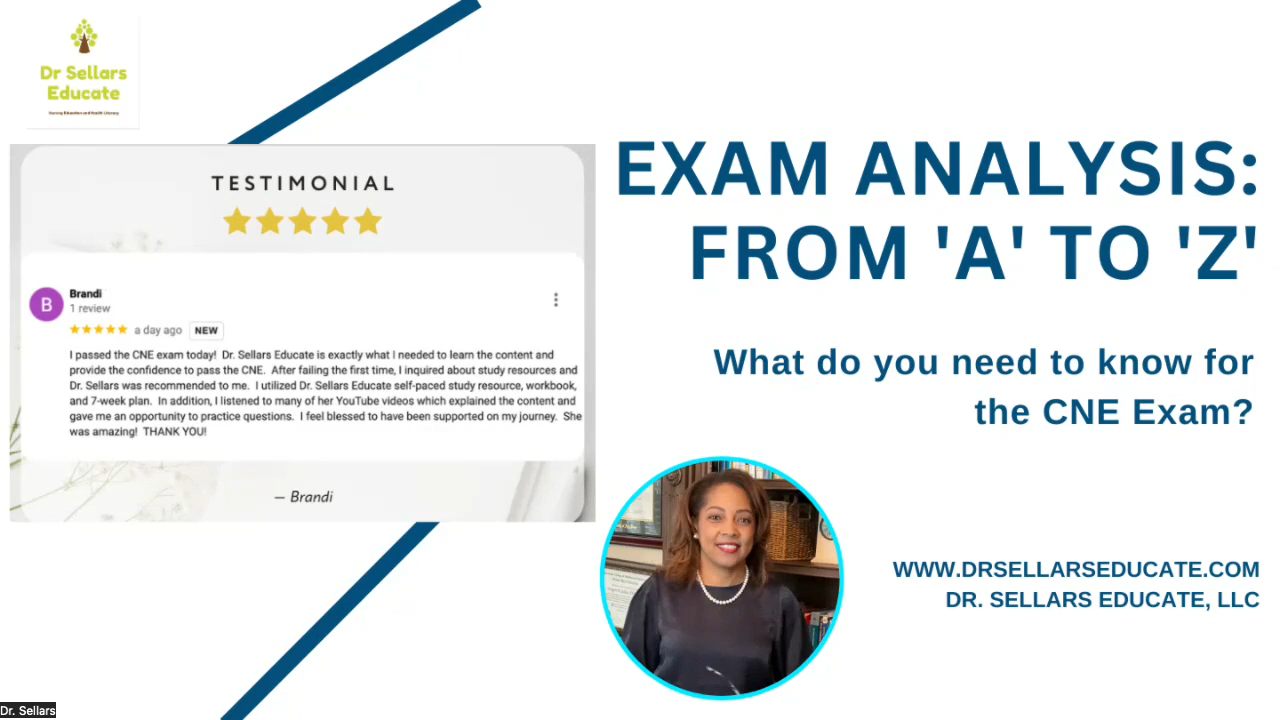 Dr Sellars
Educate
Nursing Education and Health Literacy
TESTIMONIAL
B
Brandi
1 review
a day ago NEW
I passed the CNE exam today! Dr. Sellars Educate is exactly what I needed to learn the content and
provide the confidence to pass the CNE. After failing the first time, I inquired about study resources and
Dr. Sellars was recommended to me. I utilized Dr. Sellars Educate self-paced study resource, workbook,
and 7-week plan. In addition, I listened to many of her YouTube videos which explained the content and
gave me an opportunity to practice questions. I feel blessed to have been supported on my journey. She
was amazing! THANK YOU!
— Brandi
EXAM ANALYSIS:
FROM 'A' TO 'Z'
What do you need to know for
the CNE Exam?
WWW.DRSELLARSEDUCATE.COM
DR. SELLARS EDUCATE, LLC
Dr. Sellars